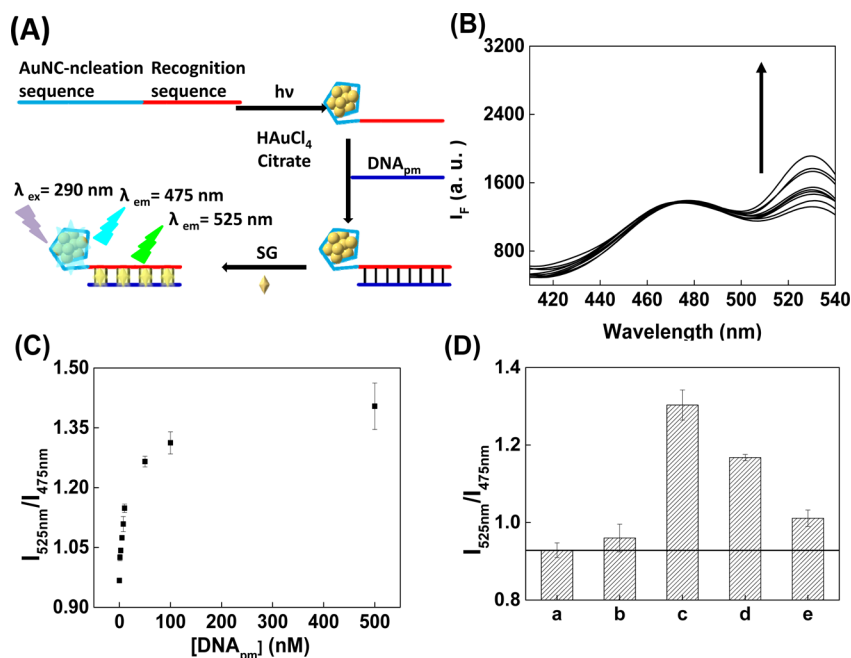 (A)
AuNC-ncleation Recognition
sequence sequence
hν
HAuCl4
Citrate
DNApm
λ ex= 290 nm
λ em= 475 nm
λ em= 525 nm
SG
(B)
3200
2400
1600
800
IF (a. u. )
420 440 460 480 500 520 540
Wavelength (nm)
(C)
1.50
1.35
1.20
1.05
0.90
I525nm/I475nm
0 100 200 300 400 500
[DNApm] (nM)
(D)
1.4
1.2
1.0
0.8
I525nm/I475nm
a b c d e